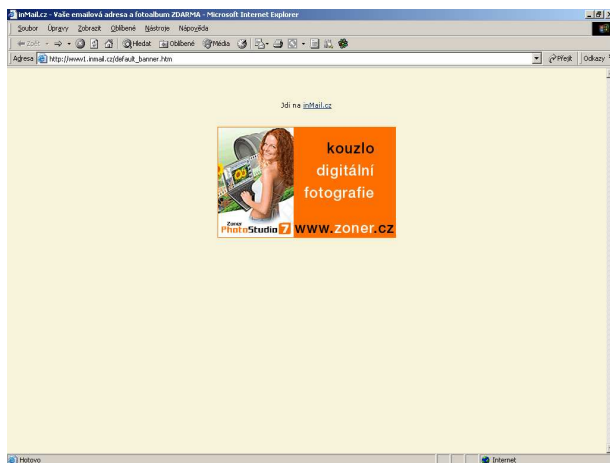 inMail.cz - Vaše emailová adresa a fotoalbum ZDARMA - Microsoft Internet Explorer
Soubor Úpravy Zobrazit Oblíbené Nástroje Nápověda
Zpět Hledat Oblíbené Média
Adresa http://www1.inmail.cz/default_banner.htm Přejít Odkazy
Jdi na inMail.cz
kouzlo
digitální
fotografie
Zoner
PhotoStudio 7 www.zoner.cz
Hotovo Internet